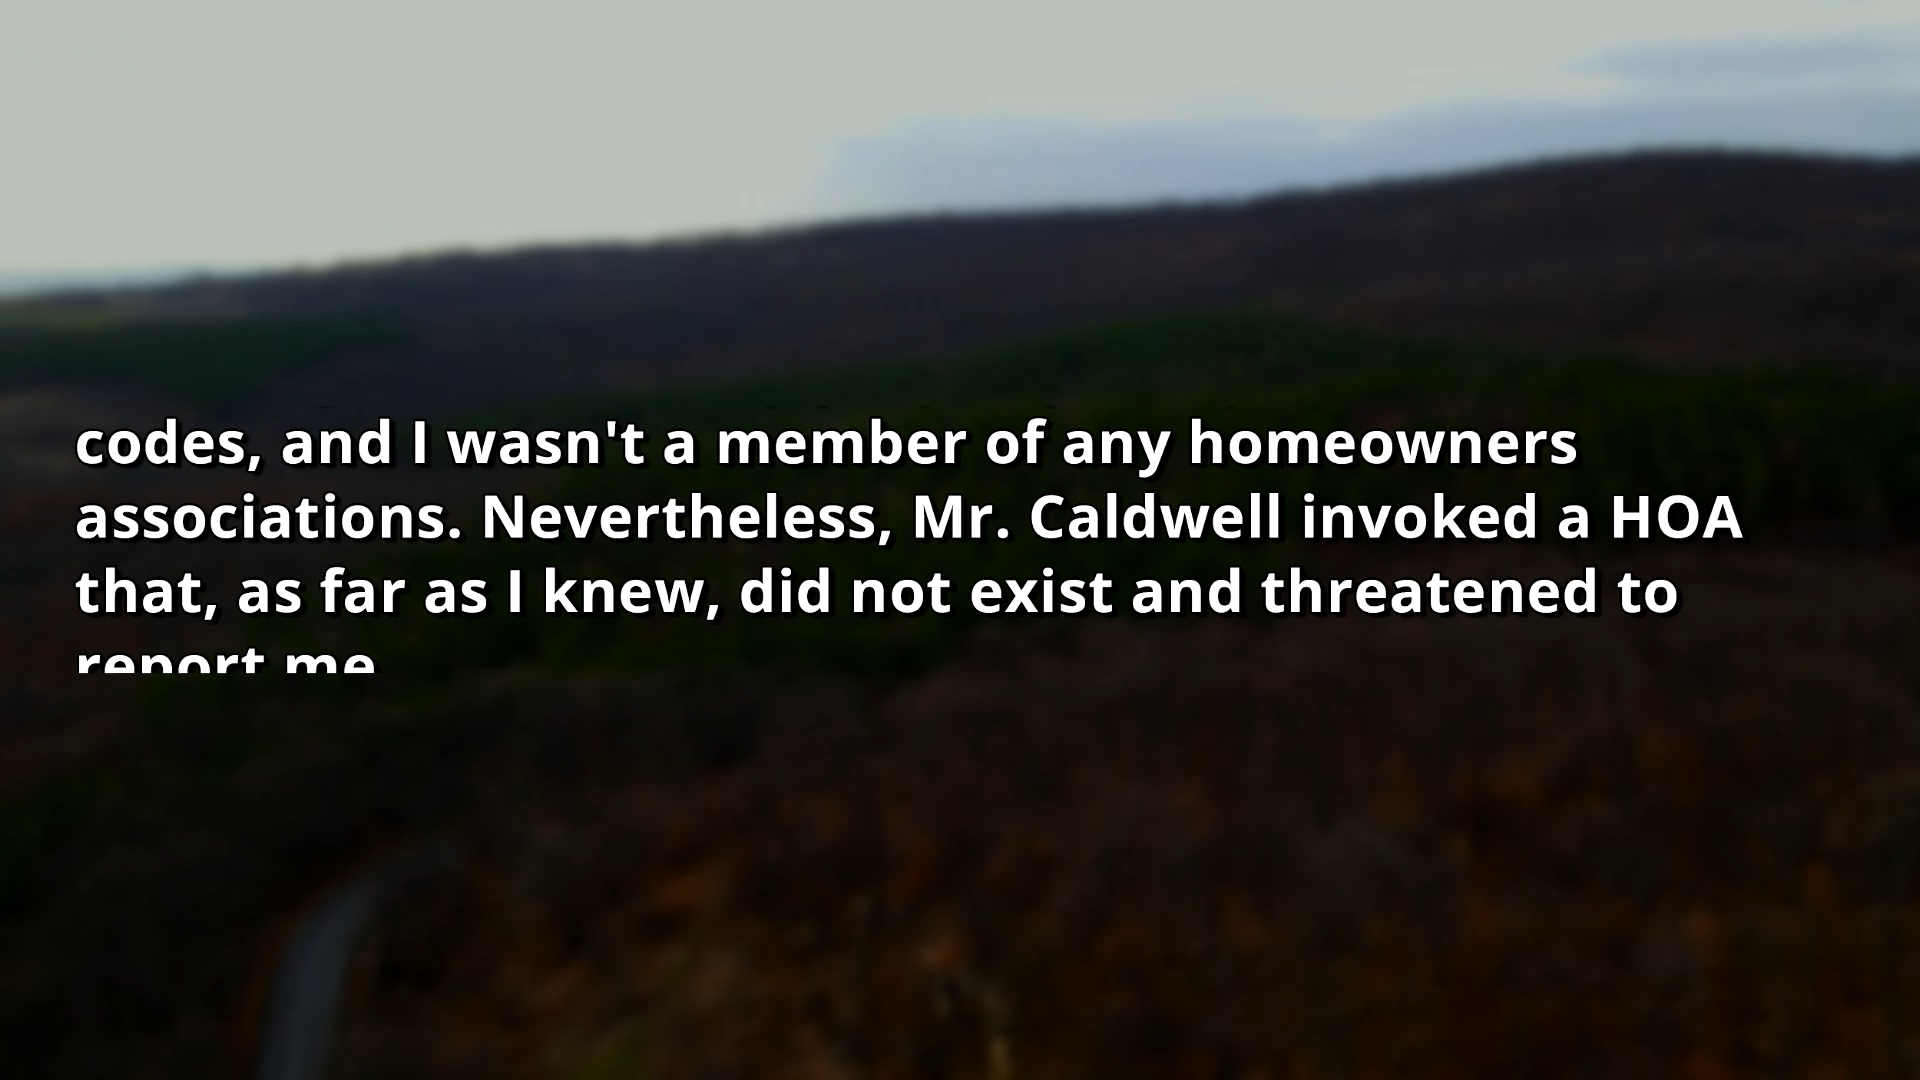 codes, and I wasn't a member of any homeowners
associations. Nevertheless, Mr. Caldwell invoked a HOA
that, as far as I knew, did not exist and threatened to
report me